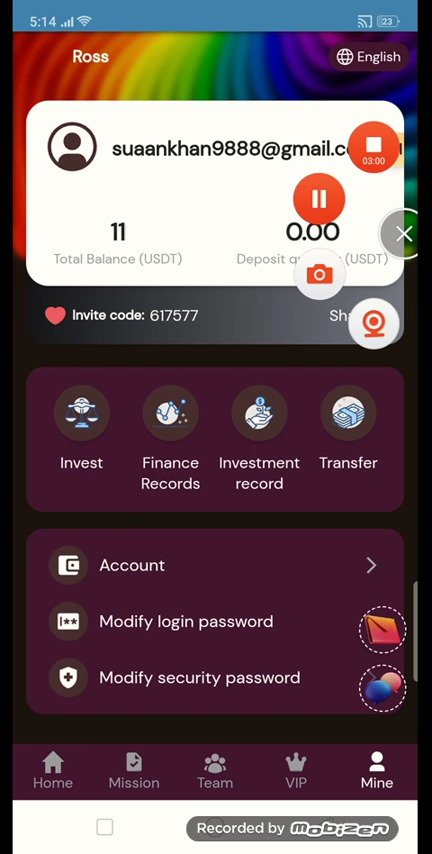 5:14
23
Ross
English
suaankhan9888@gmail.c
03:00
11
0.00
Total Balance (USDT)
Deposit (USDT)
Invite code: 617577
Invest
Finance Records
Investment record
Transfer
Account
Modify login password
Modify security password
Home
Mission
Team
VIP
Mine
Recorded by mobizen